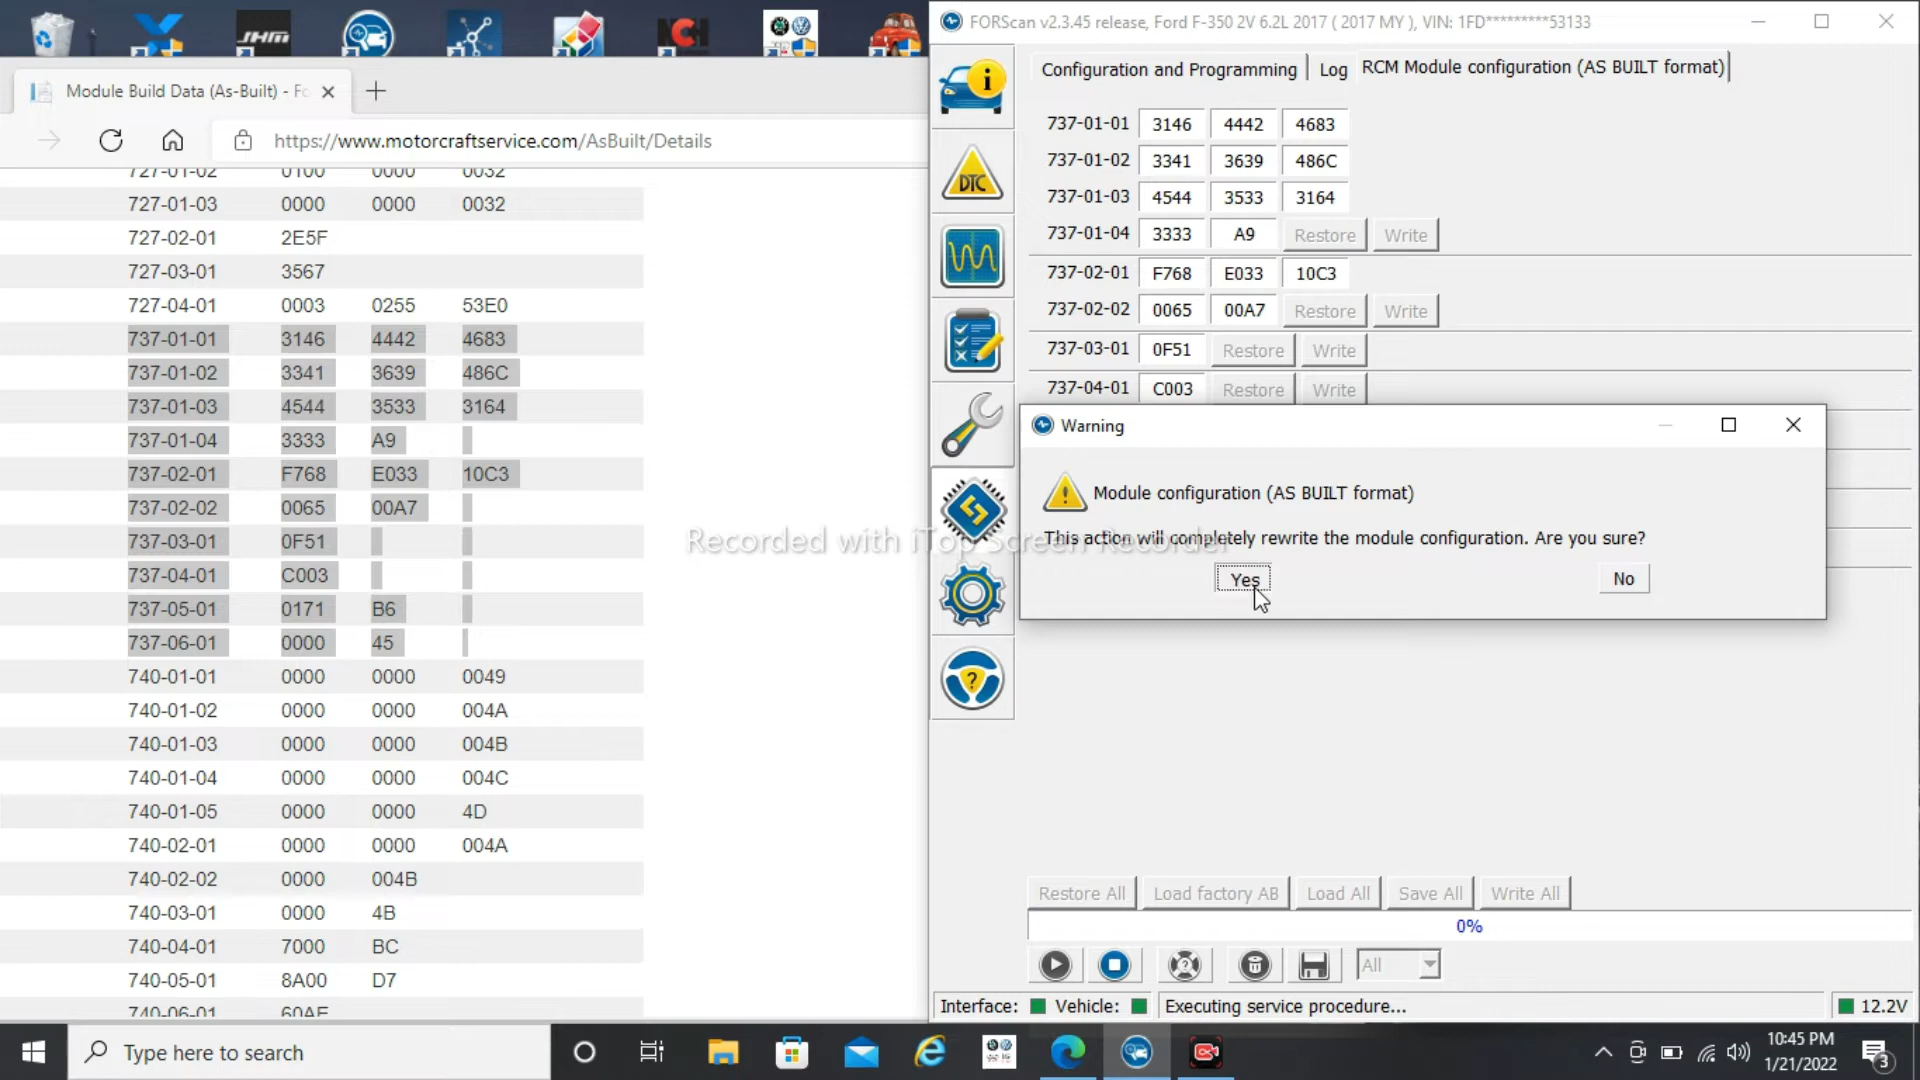 JHM
FORScan v2.3.45 release, Ford F-350 2V 6.2L 2017 ( 2017 MY ), VIN: 1FD*********53133
Module Build Data (As-Built) - Fo
https://www.motorcraftservice.com/AsBuilt/Details
727-01-02 0100 0000 0032
727-01-03 0000 0000 0032
727-02-01 2E5F
727-03-01 3567
727-04-01 0003 0255 53E0
737-01-01 3146 4442 4683
737-01-02 3341 3639 486C
737-01-03 4544 3533 3164
737-01-04 3333 A9
737-02-01 F768 E033 10C3
737-02-02 0065 00A7
737-03-01 0F51
737-04-01 C003
737-05-01 0171 B6
737-06-01 0000 45
740-01-01 0000 0000 0049
740-01-02 0000 0000 004A
740-01-03 0000 0000 004B
740-01-04 0000 0000 004C
740-01-05 0000 0000 4D
740-02-01 0000 0000 004A
740-02-02 0000 004B
740-03-01 0000 4B
740-04-01 7000 BC
740-05-01 8A00 D7
740-06-01 60AE
Configuration and Programming Log RCM Module configuration (AS BUILT format)
DTC
737-01-01 3146 4442 4683
737-01-02 3341 3639 486C
737-01-03 4544 3533 3164
737-01-04 3333 A9 Restore Write
737-02-01 F768 E033 10C3
737-02-02 0065 00A7 Restore Write
737-03-01 0F51 Restore Write
737-04-01 C003 Restore Write
Warning
Module configuration (AS BUILT format)
This action will completely rewrite the module configuration. Are you sure?
Yes No
Recorded with iTop Screen Recorder
Restore All Load factory AB Load All Save All Write All
0%
All
Interface: Vehicle: Executing service procedure... 12.2V
Type here to search
10:45 PM
1/21/2022
3